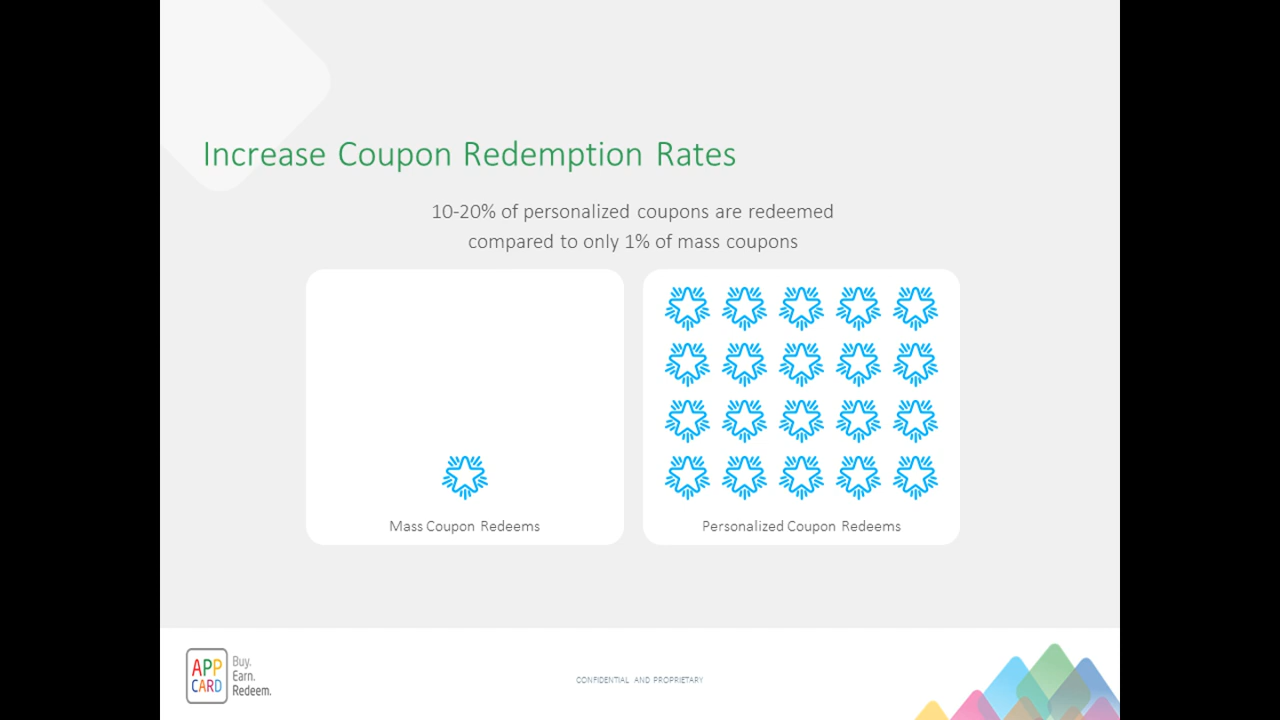 Increase Coupon Redemption Rates
10-20% of personalized coupons are redeemed
compared to only 1% of mass coupons
Mass Coupon Redeems
Personalized Coupon Redeems
APP
CARD
Buy.
Earn.
Redeem.
CONFIDENTIAL AND PROPRIETARY